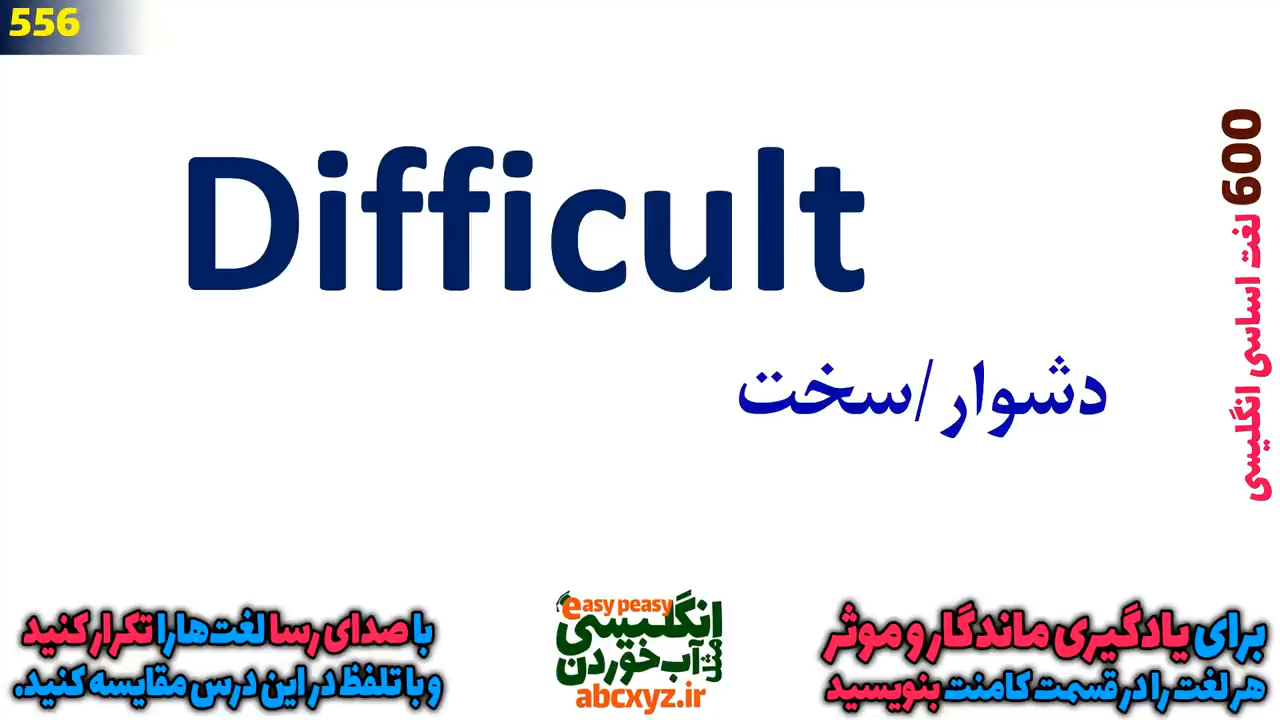 556
Difficult
دشوار /سخت
600 لغت اساسی انگلیسی
برای یادگیری ماندگار و موثر
هر لغت را در قسمت کامنت بنویسید
easy peasy
انگلیسی
مثل آب خوردن
abcxyz.ir
با صدای رسا لغت‌ها را تکرار کنید
و با تلفظ در این درس مقایسه کنید.